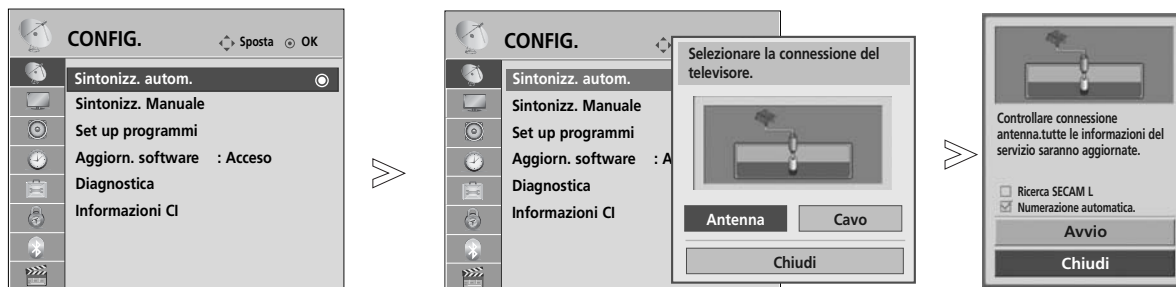 CONFIG.
Sposta
OK
Sintonizz. autom.
Sintonizz. Manuale
Set up programmi
Aggiorn. software : Acceso
Diagnostica
Informazioni CI
CONFIG.
Sintonizz. autom.
Sintonizz. Manuale
Set up programmi
Aggiorn. software : A
Diagnostica
Informazioni CI
Selezionare la connessione del
televisore.
Antenna
Cavo
Chiudi
Controllare connessione
antenna.tutte le informazioni del
servizio saranno aggiornate.
Ricerca SECAM L
Numerazione automatica.
Avvio
Chiudi